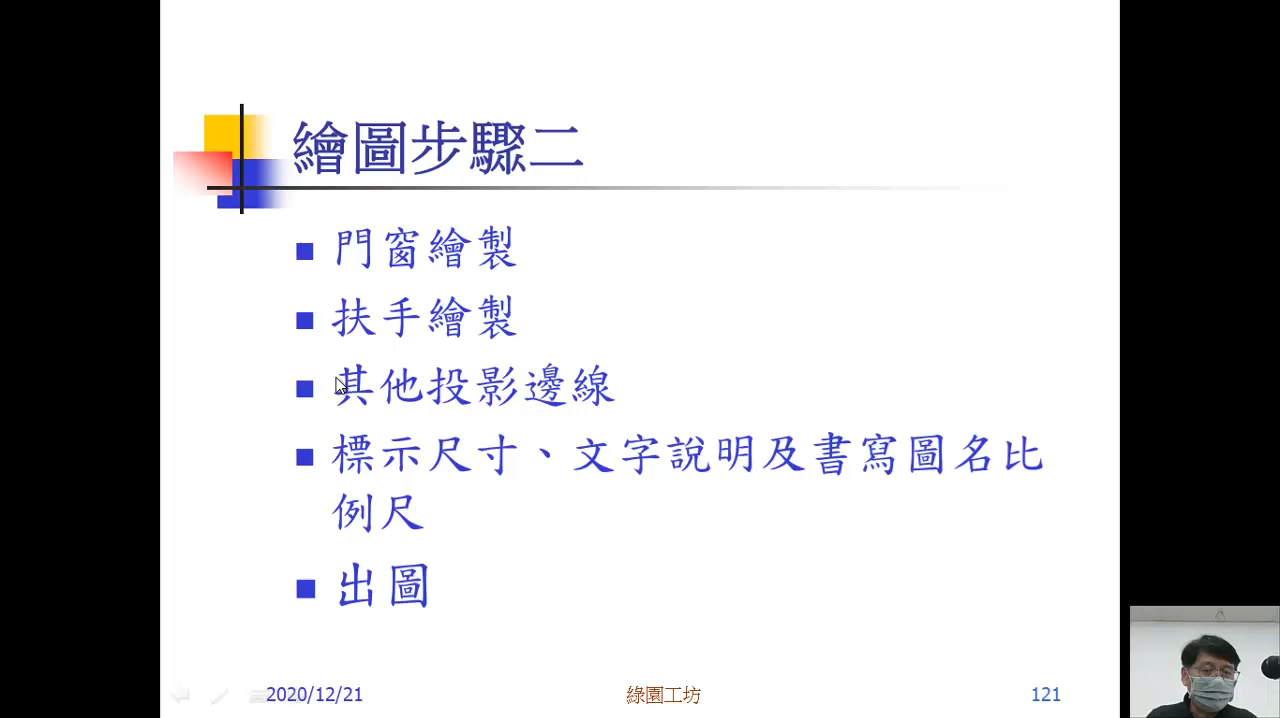 繪圖步驟二
門窗繪製
扶手繪製
其他投影邊線
標示尺寸、文字說明及書寫圖名比
例尺
出圖
2020/12/21
綠園工坊
121